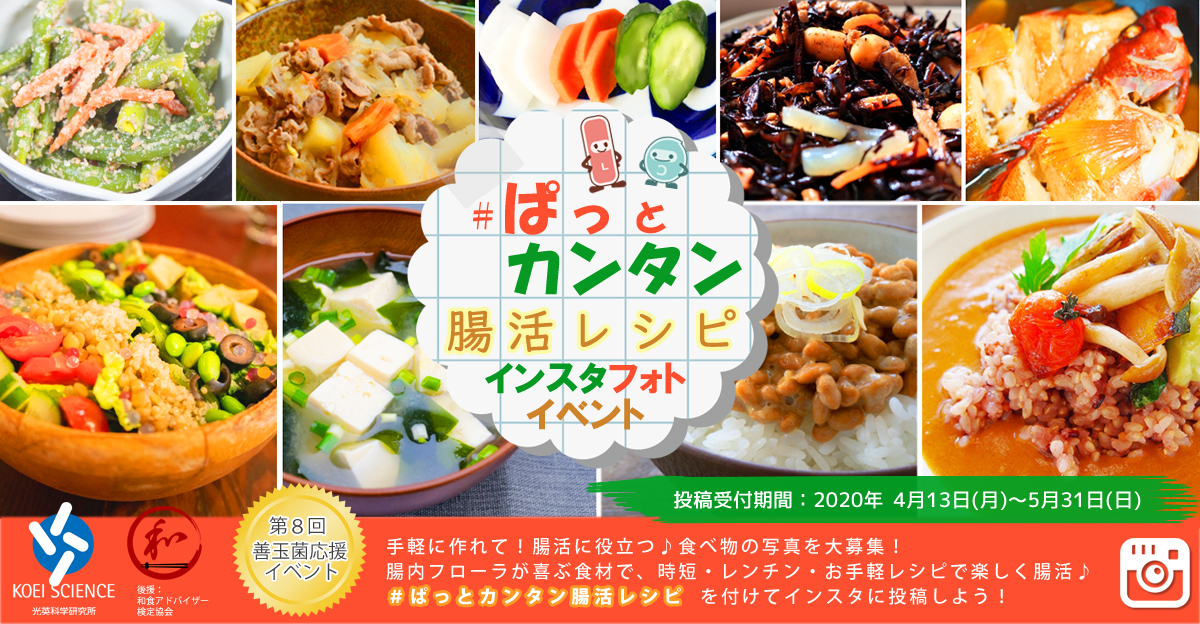 L
#ぱっと
カンタン
腸活レシピ
インスタフォト
イベント
投稿受付期間：2020年 4月13日(月)～5月31日(日)
KOEI SCIENCE
光英科学研究所
和
後援：
和食アドバイザー
検定協会
第８回
善玉菌応援
イベント
手軽に作れて！腸活に役立つ♪食べ物の写真を大募集！
腸内フローラが喜ぶ食材で、時短・レンチン・お手軽レシピで楽しく腸活♪
#ぱっとカンタン腸活レシピ を付けてインスタに投稿しよう！